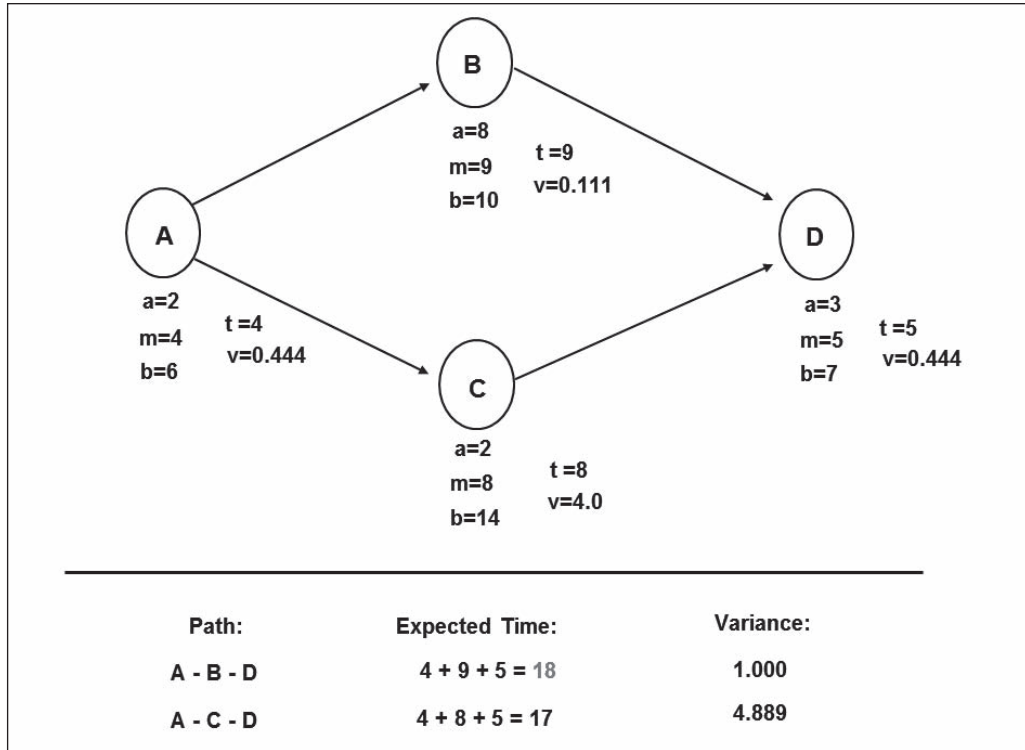 B
a=8
m=9
b=10
t =9
v=0.111
A
a=2
m=4
b=6
t =4
v=0.444
D
a=3
m=5
b=7
t =5
v=0.444
C
a=2
m=8
b=14
t =8
v=4.0
Path: Expected Time: Variance:
A - B - D 4 + 9 + 5 = 18 1.000
A - C - D 4 + 8 + 5 = 17 4.889